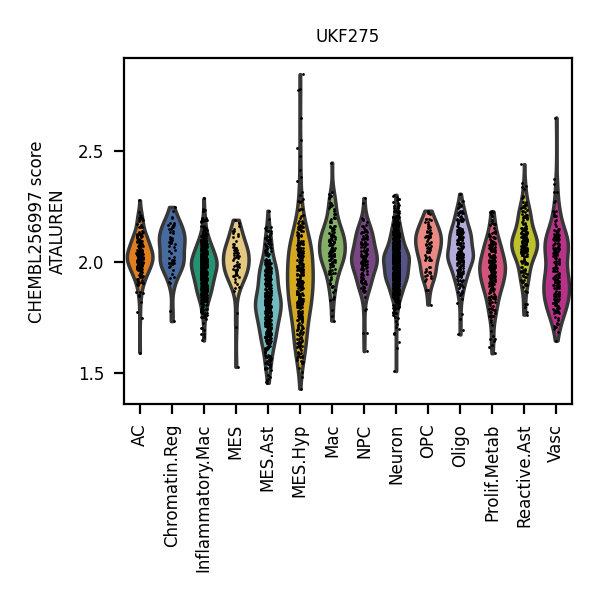 UKF275
CHEMBL256997 score
ATALUREN
2.5
2.0
1.5
AC
Chromatin.Reg
Inflammatory.Mac
MES
MES.Ast
MES.Hyp
Mac
NPC
Neuron
OPC
Oligo
Prolif.Metab
Reactive.Ast
Vasc